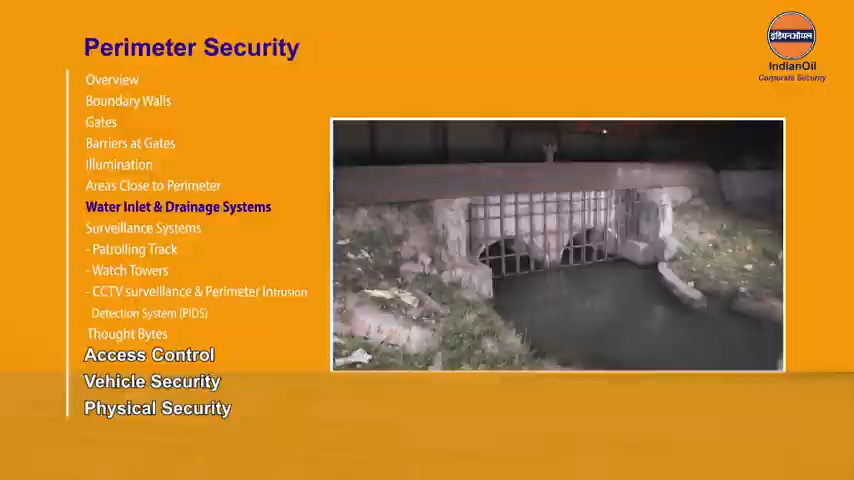 Perimeter Security
इंडियनऑयल
IndianOil
Corporate Security
Overview
Boundary Walls
Gates
Barriers at Gates
Illumination
Areas Close to Perimeter
Water Inlet & Drainage Systems
Surveillance Systems
- Patrolling Track
- Watch Towers
- CCTV surveillance & Perimeter Intrusion
Detection System (PIDS)
Thought Bytes
Access Control
Vehicle Security
Physical Security